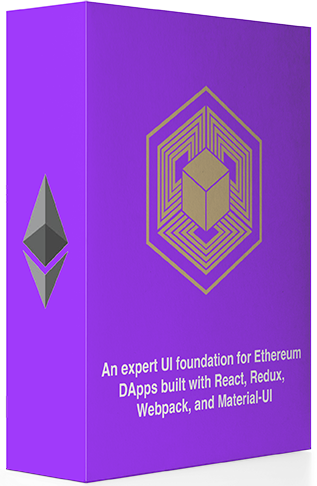 An expert UI foundation for Ethereum
DApps built with React, Redux,
Webpack, and Material-UI